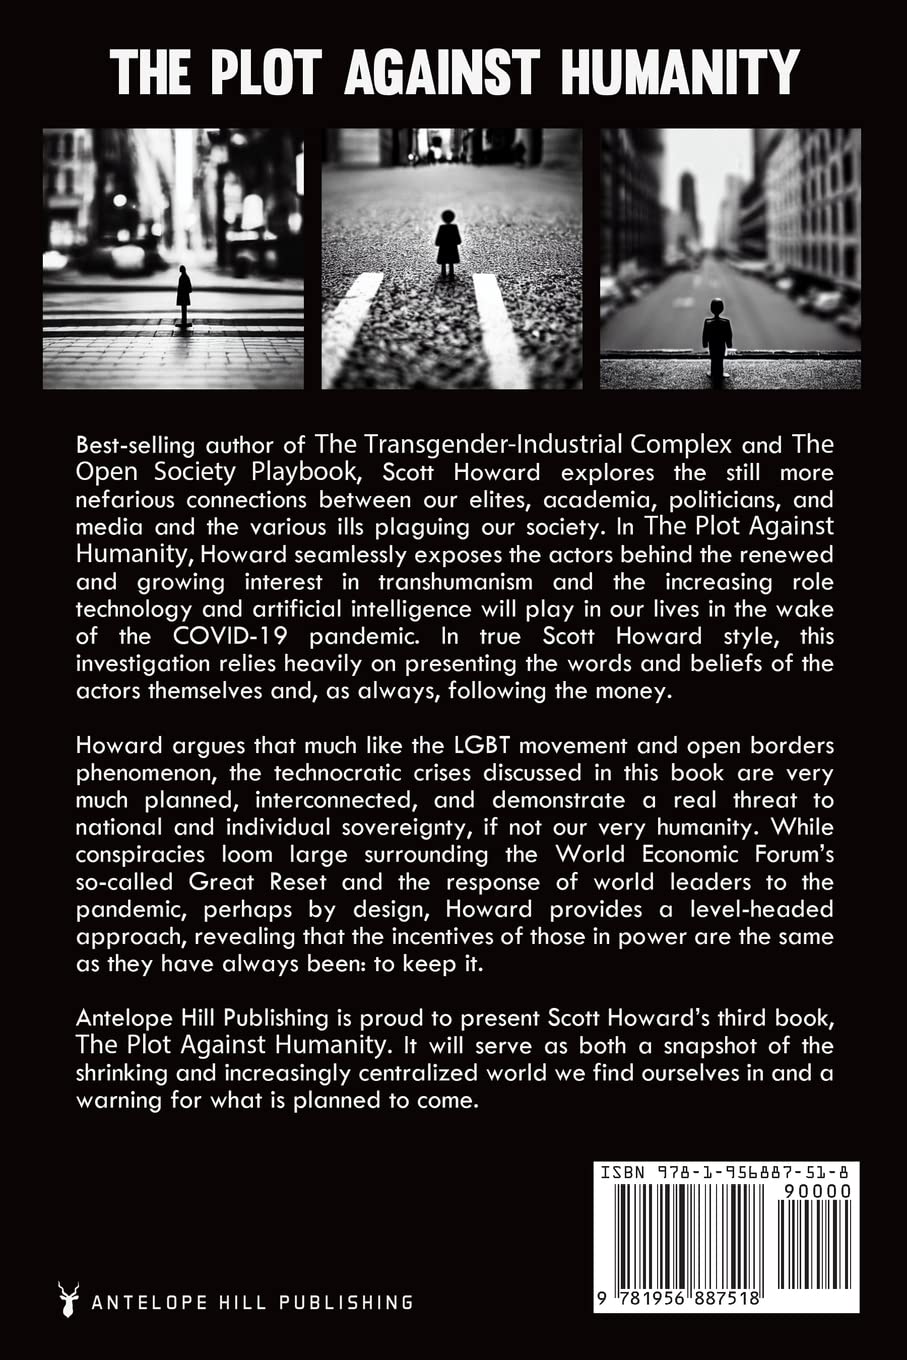 THE PLOT AGAINST HUMANITY
Best-selling author of The Transgender-Industrial Complex and The
Open Society Playbook, Scott Howard explores the still more
nefarious connections between our elites, academia, politicians, and
media and the various ills plaguing our society. In The Plot Against
Humanity, Howard seamlessly exposes the actors behind the renewed
and growing interest in transhumanism and the increasing role
technology and artificial intelligence will play in our lives in the wake
of the COVID-19 pandemic. In true Scott Howard style, this
investigation relies heavily on presenting the words and beliefs of the
actors themselves and, as always, following the money.
Howard argues that much like the LGBT movement and open borders
phenomenon, the technocratic crises discussed in this book are very
much planned, interconnected, and demonstrate a real threat to
national and individual sovereignty, if not our very humanity. While
conspiracies loom large surrounding the World Economic Forum's
so-called Great Reset and the response of world leaders to the
pandemic, perhaps by design, Howard provides a level-headed
approach, revealing that the incentives of those in power are the same
as they have always been: to keep it.
Antelope Hill Publishing is proud to present Scott Howard's third book,
The Plot Against Humanity. It will serve as both a snapshot of the
shrinking and increasingly centralized world we find ourselves in and a
warning for what is planned to come.
ISBN 978-1-956887-51-8
90000
9 781956 887518
ANTELOPE HILL PUBLISHING